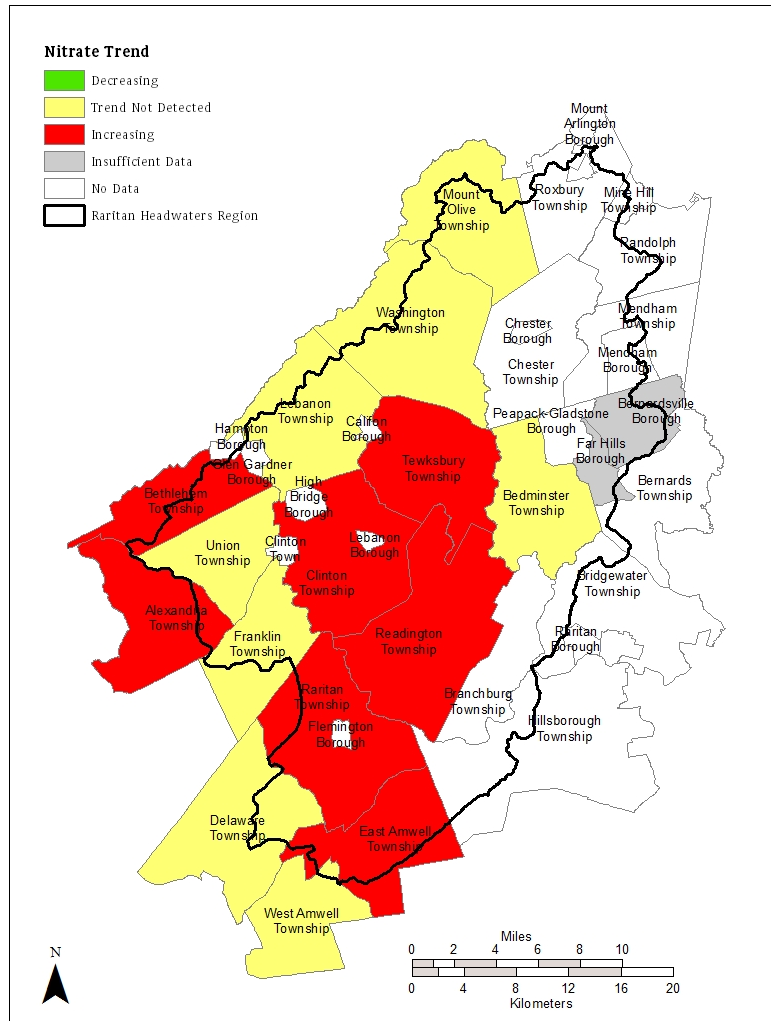 Nitrate Trend
Decreasing
Trend Not Detected
Increasing
Insufficient Data
No Data
Raritan Headwaters Region
Mount
Arlington
Borough
Roxbury
Township
Mine Hill
Township
Mount
Olive
Township
Randolph
Township
Washington
Township
Mendham
Township
Chester
Borough
Mendham
Borough
Chester
Township
Lebanon
Township
Califon
Borough
Peapack-Gladstone
Borough
Bernardsville
Borough
Hampton
Borough
Far Hills
Borough
Glen Gardner
Borough
Tewksbury
Township
Bernards
Township
High
Bridge
Borough
Bethlehem
Township
Bedminster
Township
Union
Township
Clinton
Town
Lebanon
Borough
Clinton
Township
Bridgewater
Township
Alexandria
Township
Franklin
Township
Readington
Township
Raritan
Borough
Raritan
Township
Branchburg
Township
Flemington
Borough
Hillsborough
Township
Delaware
Township
East Amwell
Township
West Amwell
Township
N
Miles
0 2 4 6 8 10
0 4 8 12 16 20
Kilometers